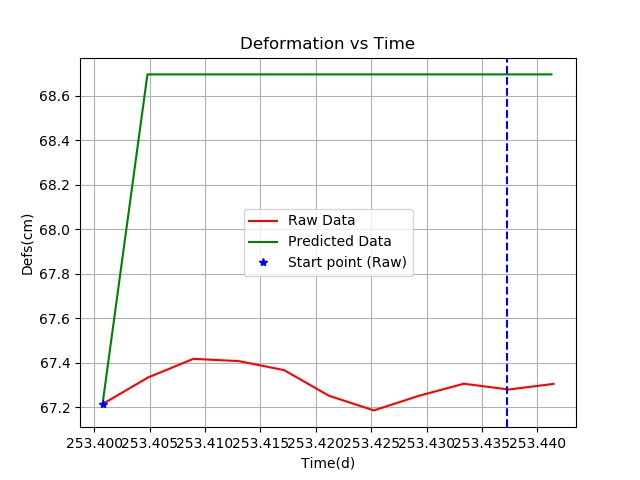 Deformation vs Time
68.6
68.4
68.2
68.0
67.8
67.6
67.4
67.2
Defs(cm)
Raw Data
Predicted Data
Start point (Raw)
253.400 253.405 253.410 253.415 253.420 253.425 253.430 253.435 253.440
Time(d)